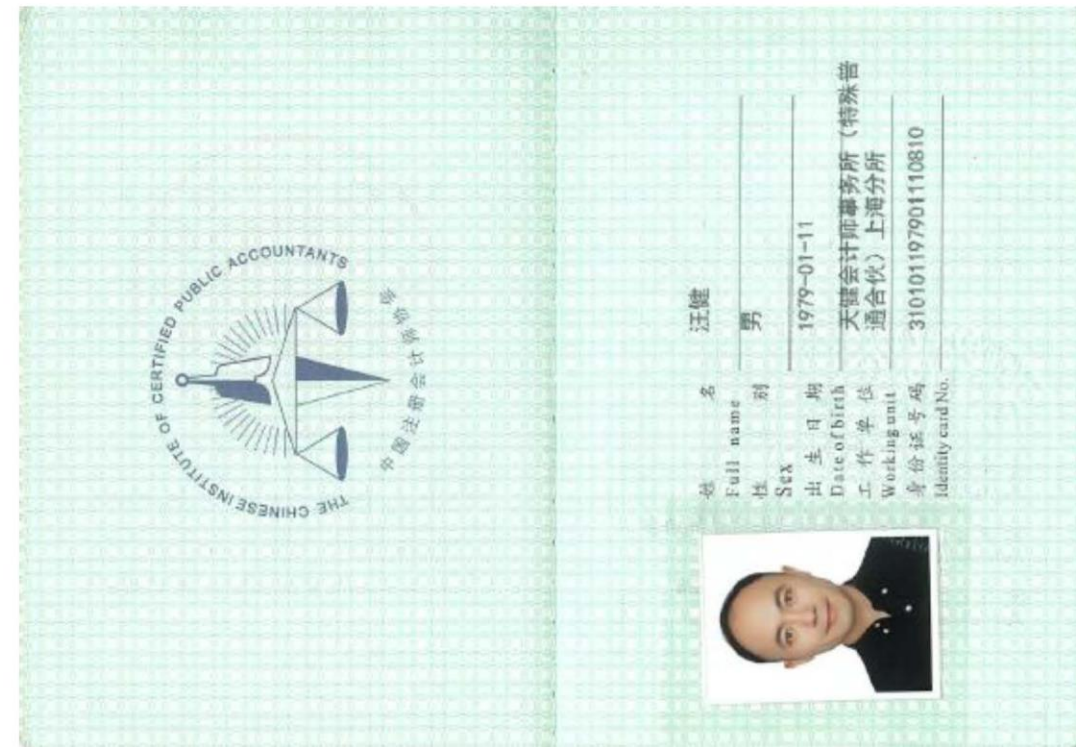 THE CHINESE INSTITUTE OF CERTIFIED PUBLIC ACCOUNTANTS
中国注册会计师协会
姓 名 汪健
Full name
性 别 男
Sex
出 生 日 期 1979-01-11
Date of birth
工 作 单 位 天健会计师事务所（特殊普
Working unit 通合伙）上海分所
身份证号码 310101197901110810
Identity card No.